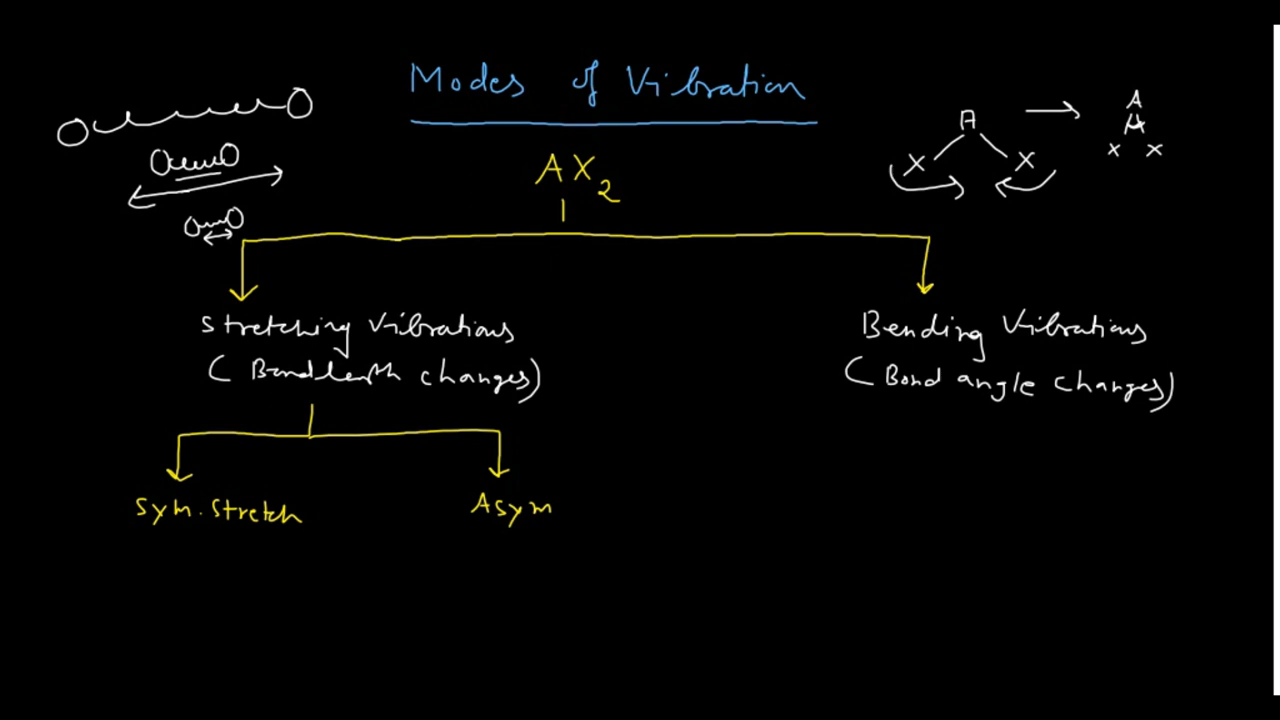 Modes of Vibration
AX2
A
X X
A
X X
Stretching Vibrations
(Bond length changes)
Bending Vibrations
(Bond angle changes)
Sym. Stretch
Asym